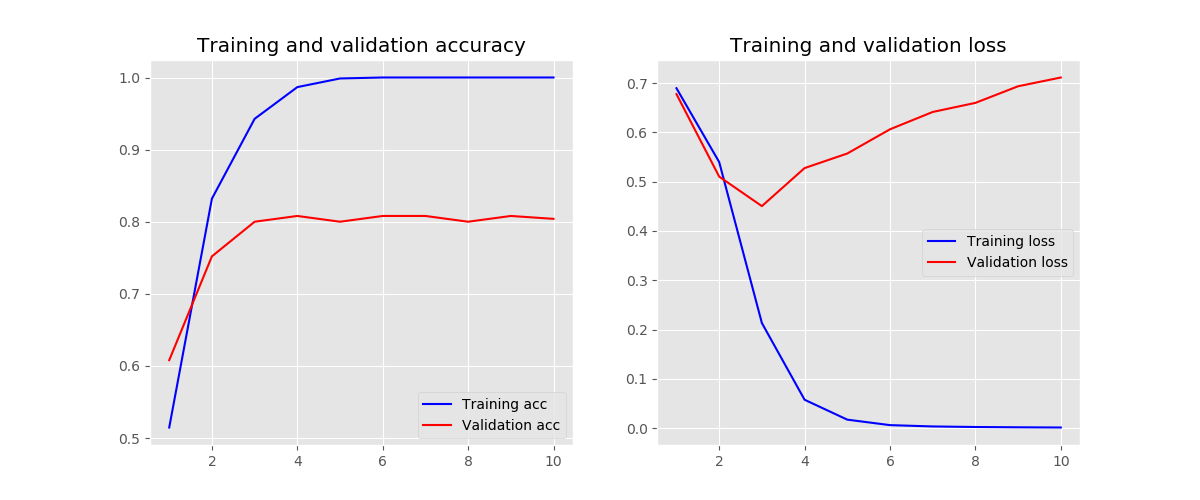 Training and validation accuracy
1.0
0.9
0.8
0.7
0.6
0.5
2 4 6 8 10
Training acc
Validation acc
Training and validation loss
0.7
0.6
0.5
0.4
0.3
0.2
0.1
0.0
2 4 6 8 10
Training loss
Validation loss